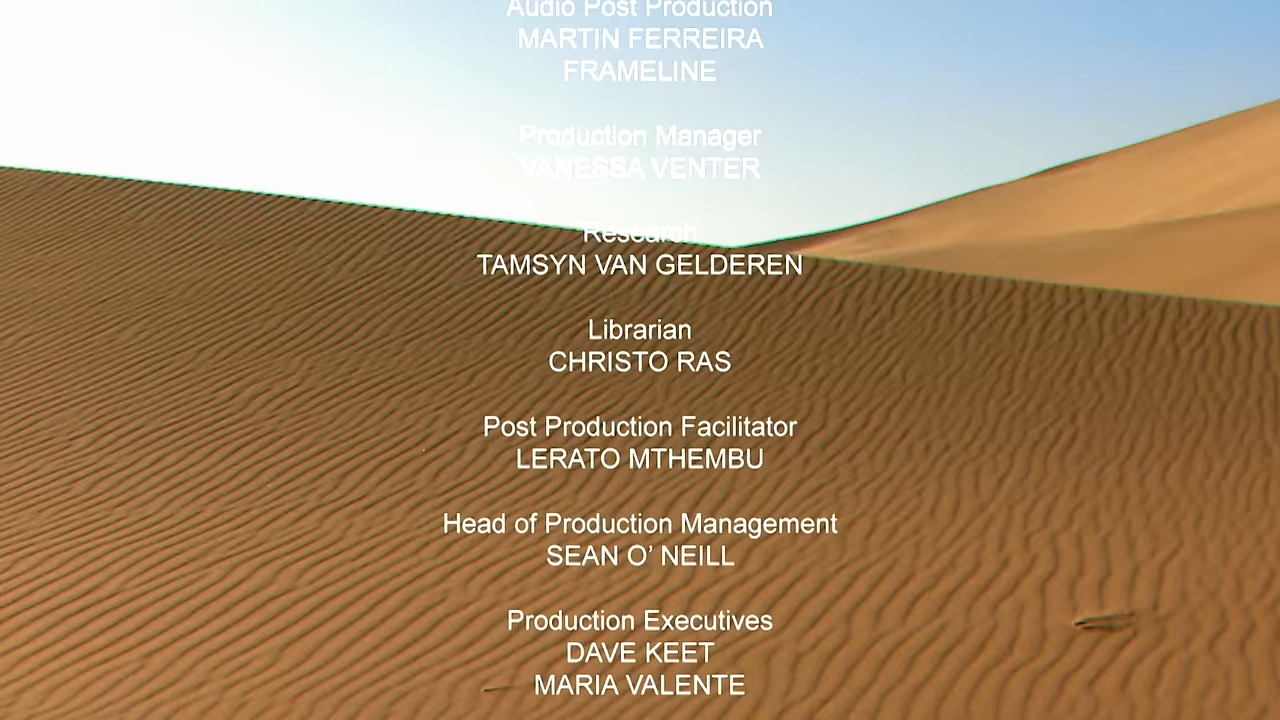 Audio Post Production
MARTIN FERREIRA
FRAMELINE
Production Manager
VANESSA VENTER
Research
TAMSYN VAN GELDEREN
Librarian
CHRISTO RAS
Post Production Facilitator
LERATO MTHEMBU
Head of Production Management
SEAN O’ NEILL
Production Executives
DAVE KEET
MARIA VALENTE